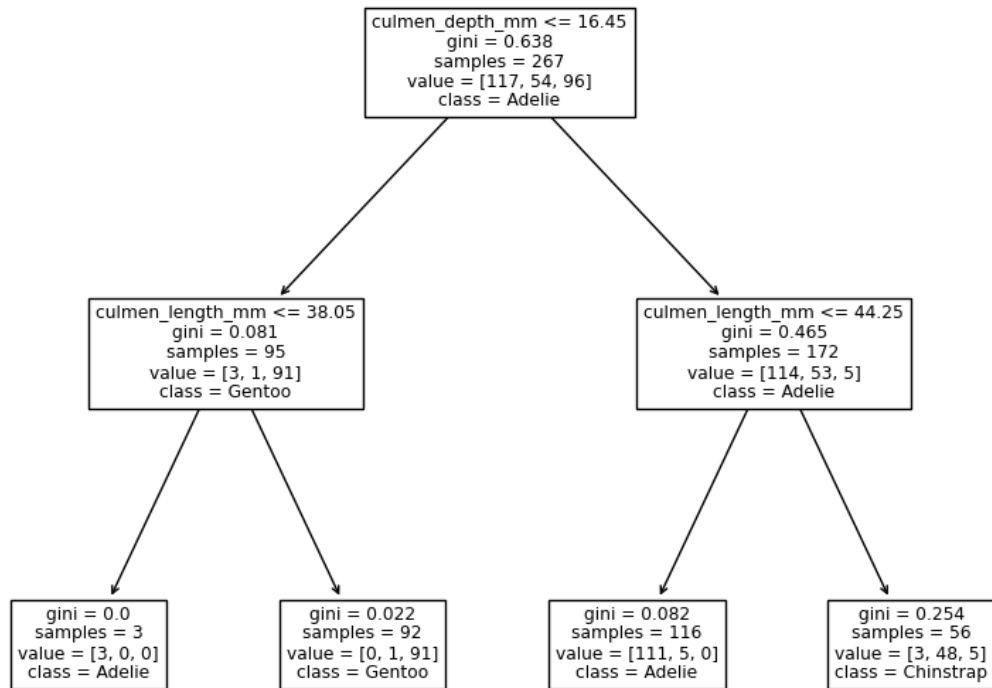 culmen_depth_mm <= 16.45
gini = 0.638
samples = 267
value = [117, 54, 96]
class = Adelie
culmen_length_mm <= 38.05
gini = 0.081
samples = 95
value = [3, 1, 91]
class = Gentoo
culmen_length_mm <= 44.25
gini = 0.465
samples = 172
value = [114, 53, 5]
class = Adelie
gini = 0.0
samples = 3
value = [3, 0, 0]
class = Adelie
gini = 0.022
samples = 92
value = [0, 1, 91]
class = Gentoo
gini = 0.082
samples = 116
value = [111, 5, 0]
class = Adelie
gini = 0.254
samples = 56
value = [3, 48, 5]
class = Chinstrap